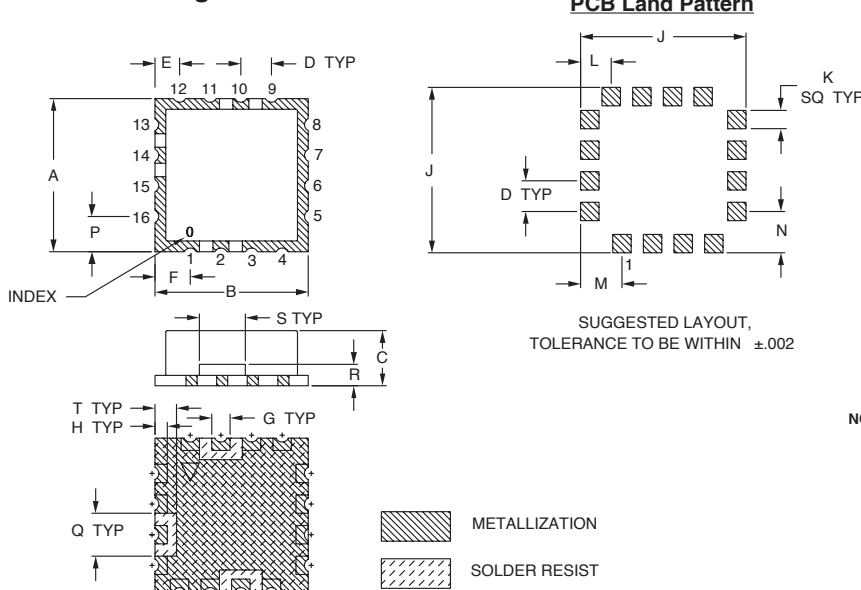 PCB Land Pattern
E
D TYP
12 11 10 9
13
14
15
16
8
7
6
5
A
P
0
1 2 3 4
F
B
INDEX
J
L
K
SQ TYP
J
D TYP
N
1
M
SUGGESTED LAYOUT,
TOLERANCE TO BE WITHIN ±.002
S TYP
C
R
T TYP
H TYP
G TYP
Q TYP
METALLIZATION
SOLDER RESIST